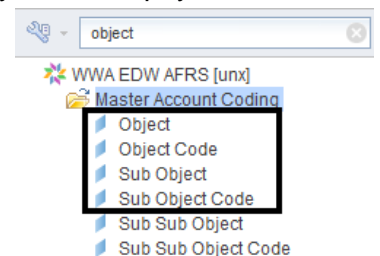 object
WWA EDW AFRS [unx]
Master Account Coding
Object
Object Code
Sub Object
Sub Object Code
Sub Sub Object
Sub Sub Object Code